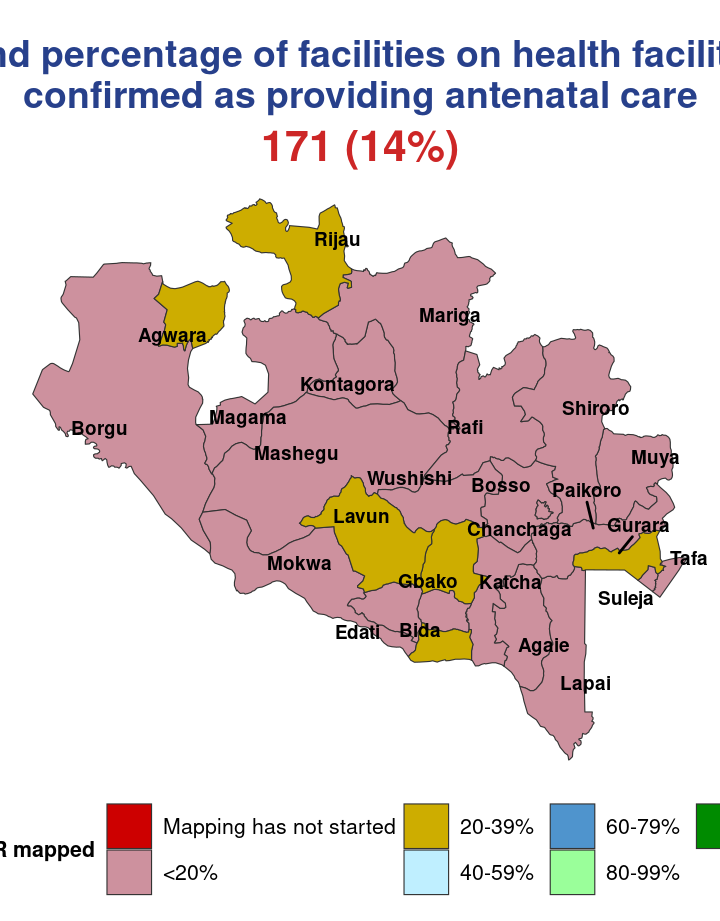 percentage of facilities on health
confirmed as providing antenatal care
171 (14%)
Rijau
Mariga
Agwara
Kontagora
Shiroro
Magama
Borgu
Rafi
Mashegu
Muya
Wushishi
Bosso
Paikoro
Lavun
Gurara
Chanchaga
Tafa
Mokwa
Gbako
Katcha
Suleja
Edati
Bida
Agaie
Lapai
mapped
Mapping has not started
20-39%
60-79%
<20%
40-59%
80-99%